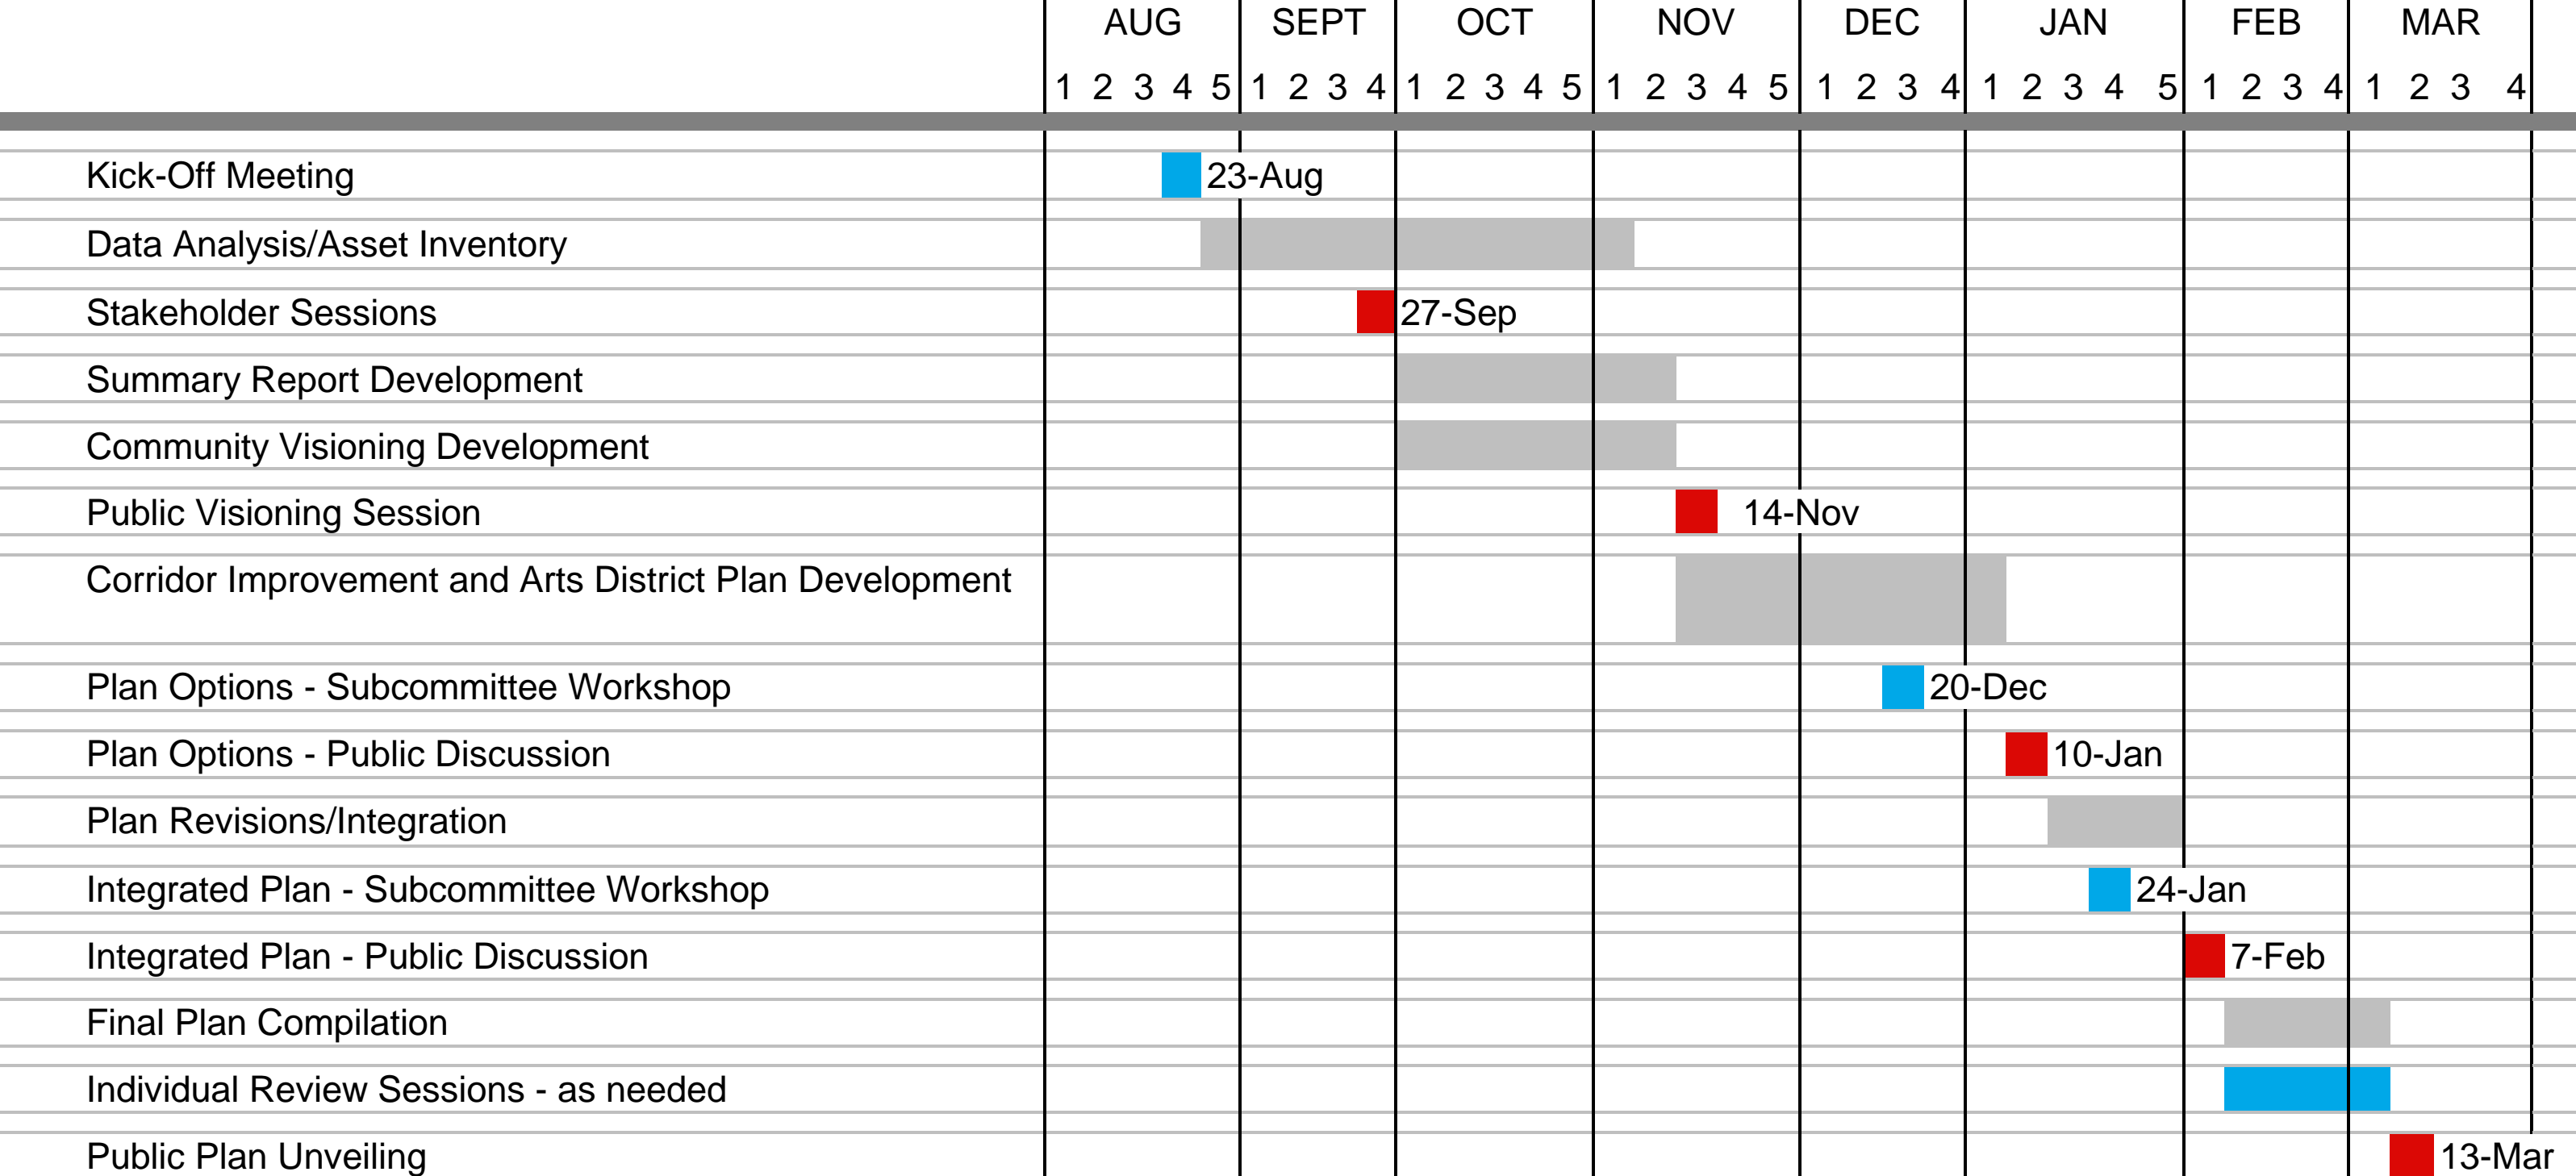 AUG SEPT OCT NOV DEC JAN FEB MAR
1 2 3 4 5 1 2 3 4 1 2 3 4 5 1 2 3 4 5 1 2 3 4 1 2 3 4 5 1 2 3 4 1 2 3 4
Kick-Off Meeting 23-Aug
Data Analysis/Asset Inventory
Stakeholder Sessions 27-Sep
Summary Report Development
Community Visioning Development
Public Visioning Session 14-Nov
Corridor Improvement and Arts District Plan Development
Plan Options - Subcommittee Workshop 20-Dec
Plan Options - Public Discussion 10-Jan
Plan Revisions/Integration
Integrated Plan - Subcommittee Workshop 24-Jan
Integrated Plan - Public Discussion 7-Feb
Final Plan Compilation
Individual Review Sessions - as needed
Public Plan Unveiling 13-Mar